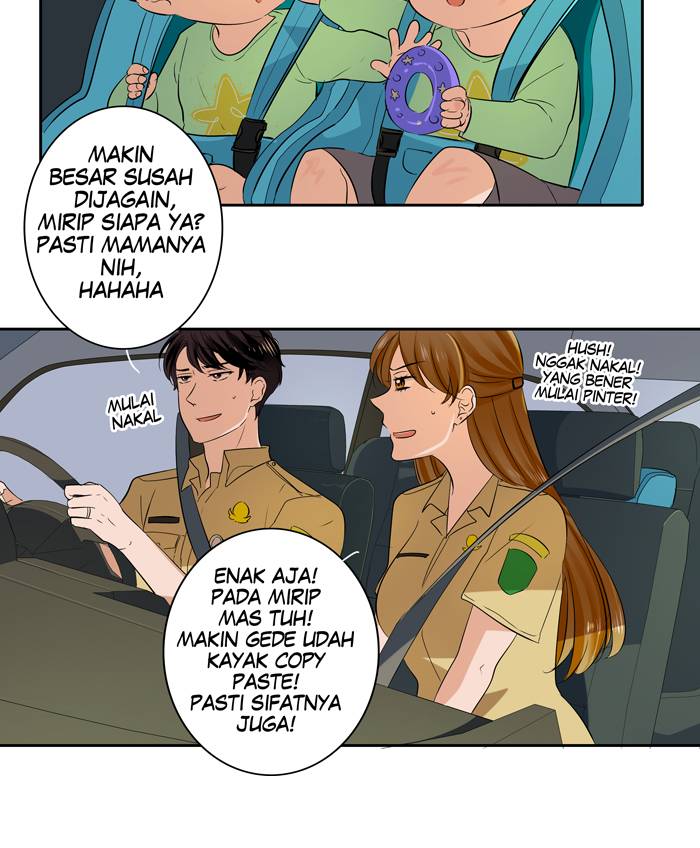 MAKIN
BESAR SUSAH
DIJAGAIN,
MIRIP SIAPA YA?
PASTI MAMANYA
NIH,
HAHAHA
MULAI
NAKAL
HUSH!
NGGAK NAKAL!
YANG BENER
MULAI PINTER!
ENAK AJA!
PADA MIRIP
MAS TUH!
MAKIN GEDE UDAH
KAYAK COPY
PASTE!
PASTI SIFATNYA
JUGA!